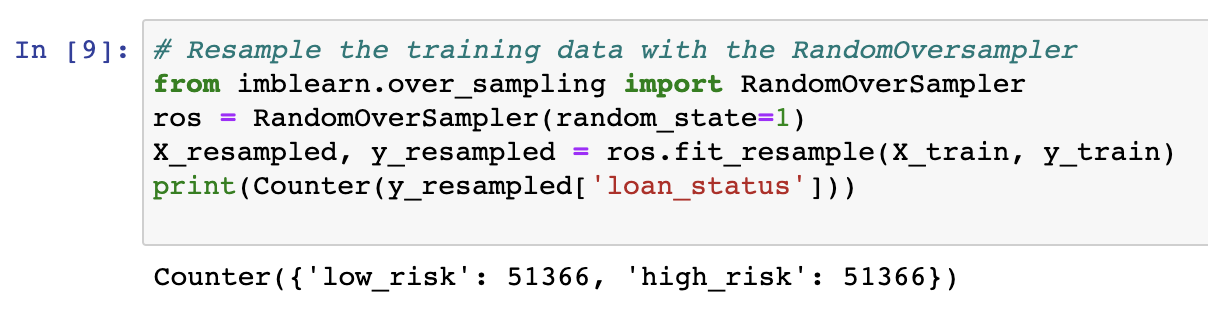 In [9]: # Resample the training data with the RandomOversampler
from imblearn.over_sampling import RandomOverSampler
ros = RandomOverSampler(random_state=1)
X_resampled, y_resampled = ros.fit_resample(X_train, y_train)
print(Counter(y_resampled['loan_status']))
Counter({'low_risk': 51366, 'high_risk': 51366})